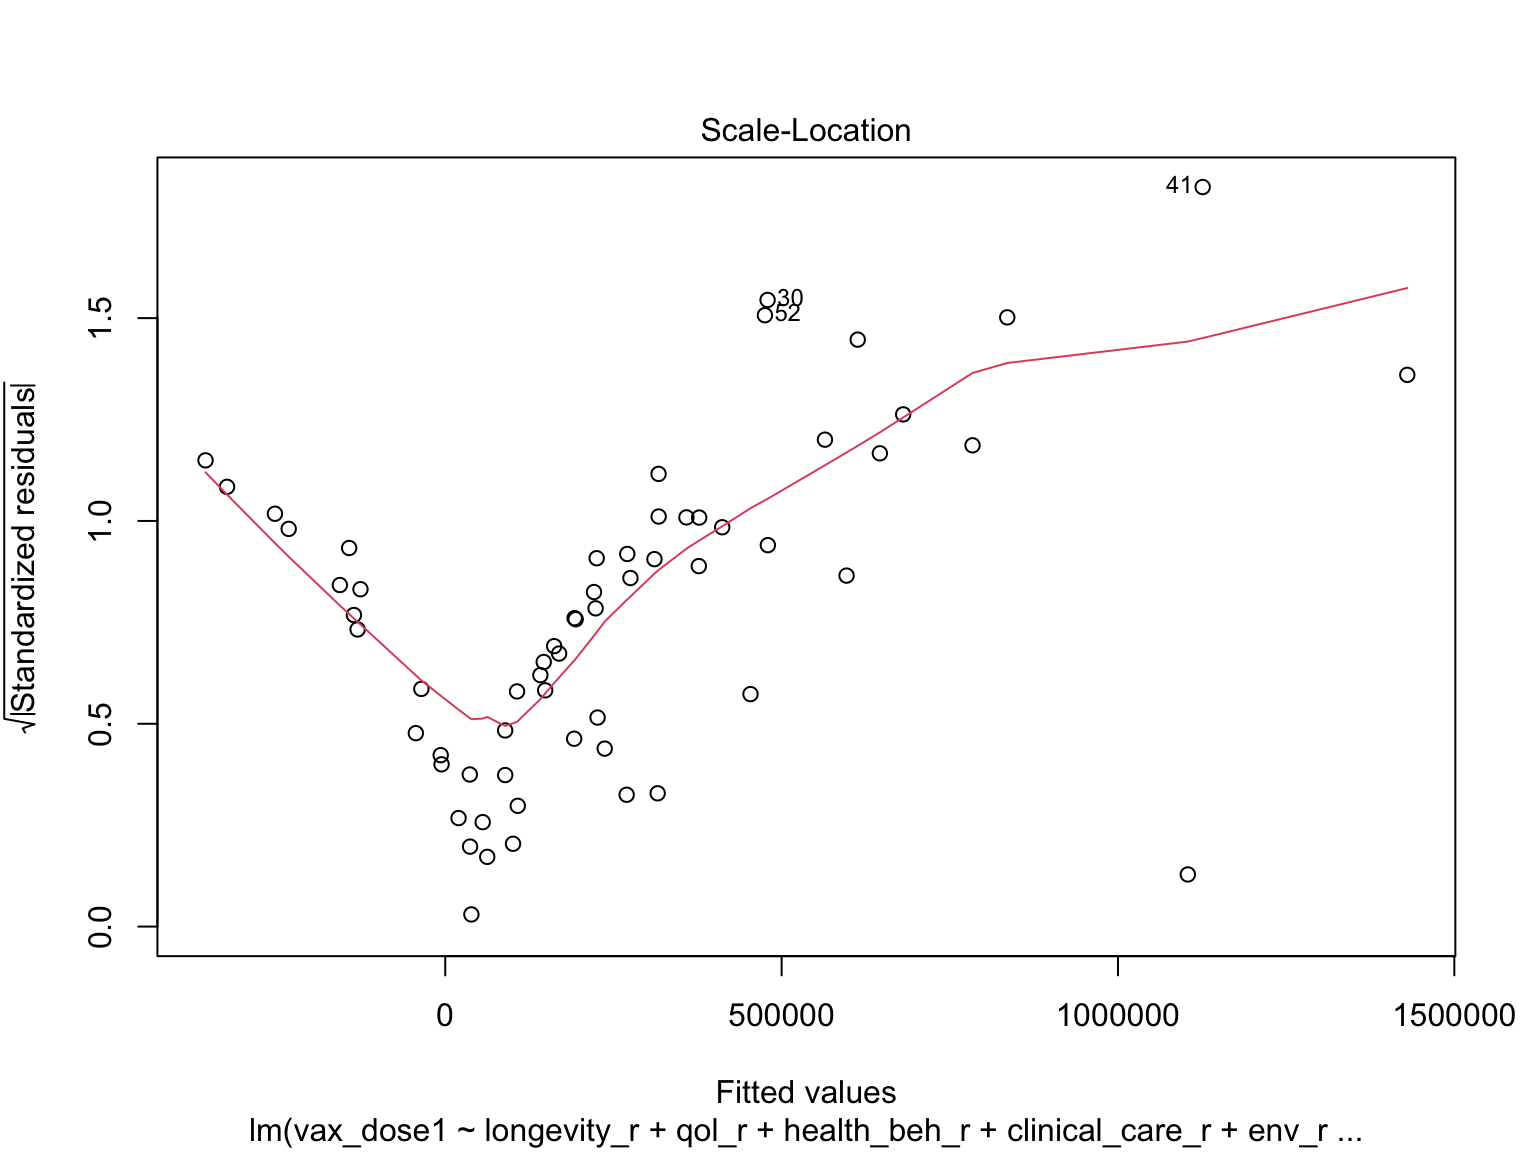 Scale-Location
√|Standardized residuals|
1.5
1.0
0.5
0.0
41
30
52
0 500000 1000000 1500000
Fitted values
lm(vax_dose1 ~ longevity_r + qol_r + health_beh_r + clinical_care_r + env_r ...